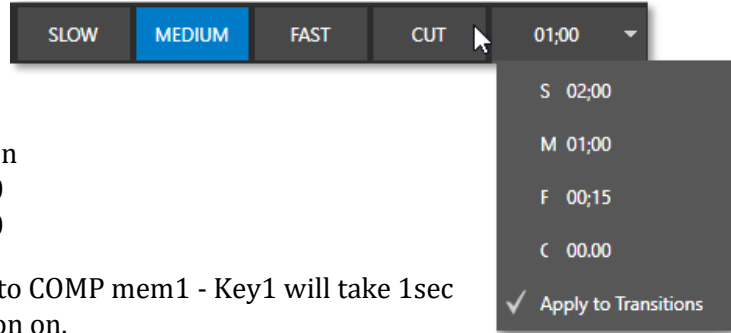 SLOW MEDIUM FAST CUT 01;00
S 02;00
M 01;00
F 00;15
C 00.00
Apply to Transitions
to COMP mem1 - Key1 will take 1sec
on on.